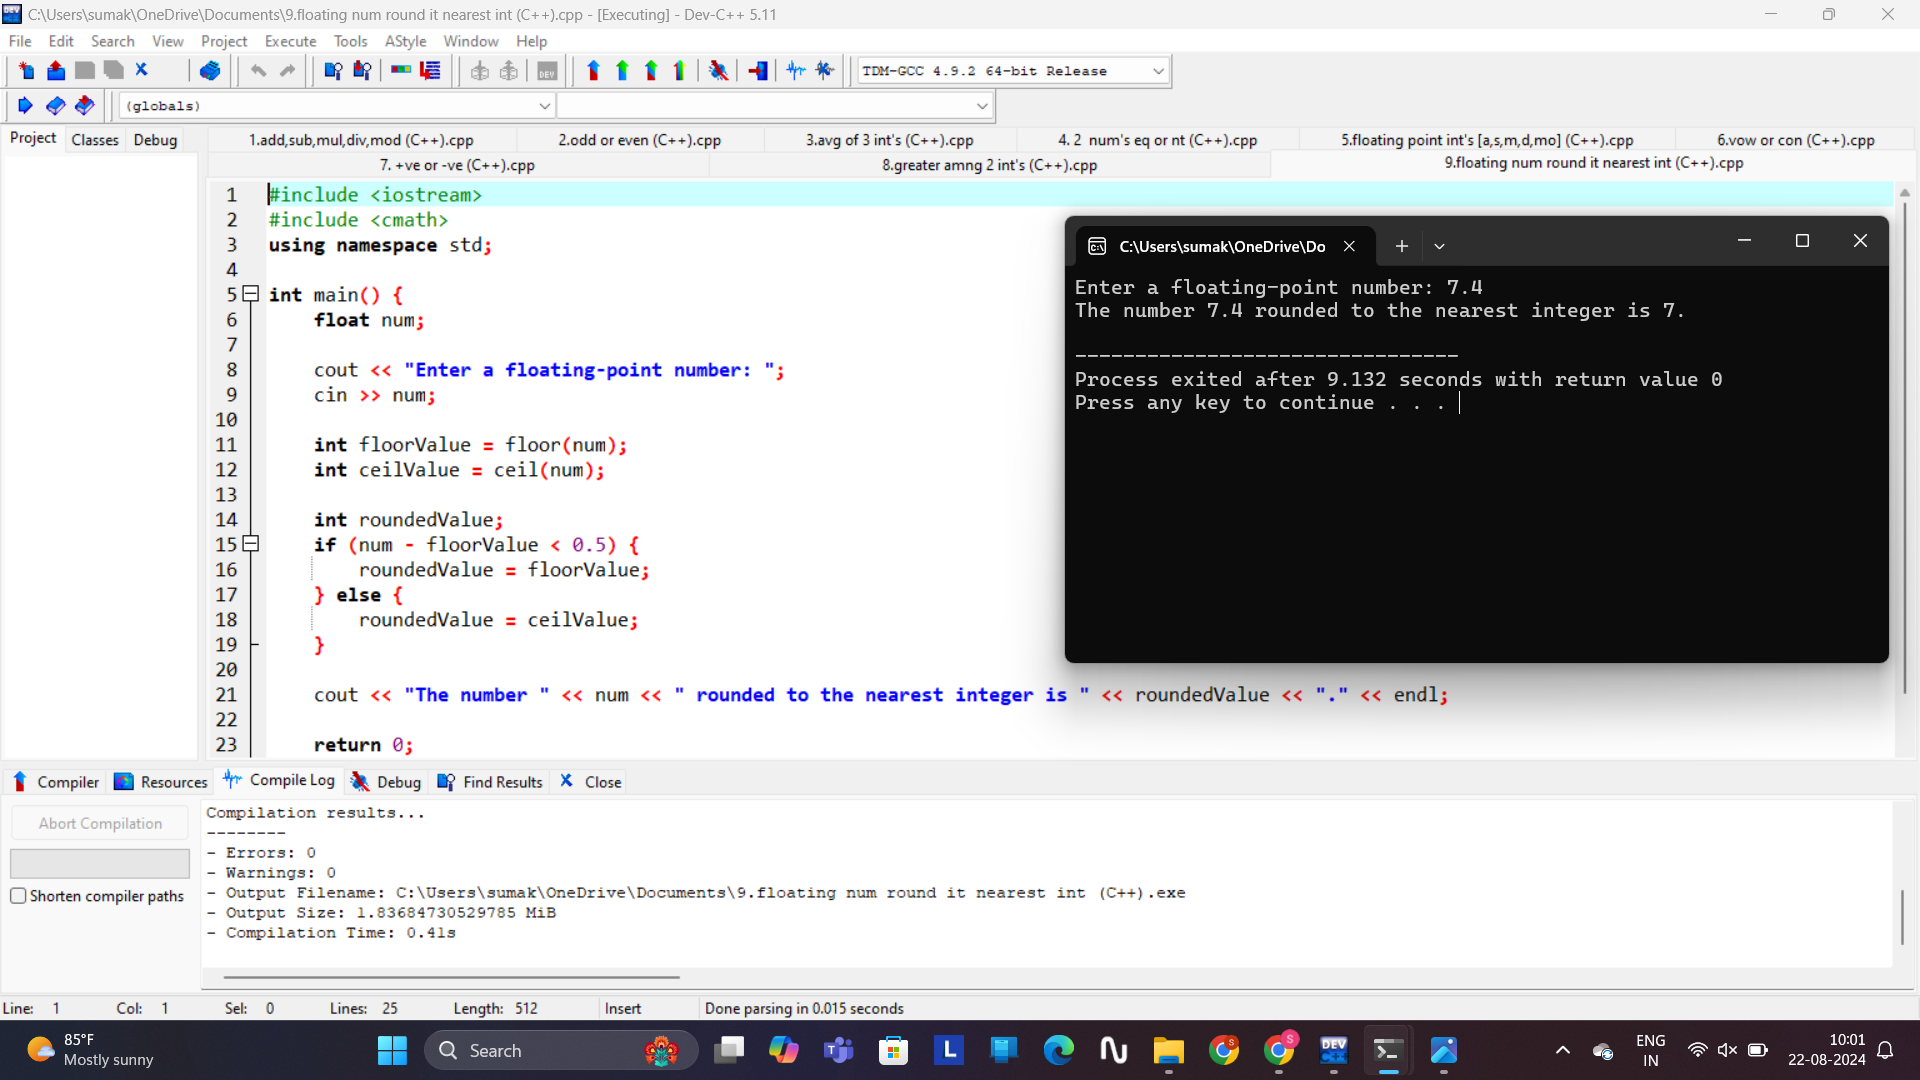 C:\Users\sumak\OneDrive\Documents\9.floating num round it nearest int (C++).cpp - [Executing] - Dev-C++ 5.11
File Edit Search View Project Execute Tools AStyle Window Help
TDM-GCC 4.9.2 64-bit Release
(globals)
Project Classes Debug
1.add,sub,mul,div,mod (C++).cpp 2.odd or even (C++).cpp 3.avg of 3 int's (C++).cpp 4. 2 num's eq or nt (C++).cpp 5.floating point int's [a,s,m,d,mo] (C++).cpp 6.vow or con (C++).cpp
7. +ve or -ve (C++).cpp 8.greater amng 2 int's (C++).cpp 9.floating num round it nearest int (C++).cpp
1 #include <iostream>
2 #include <cmath>
3 using namespace std;
4
5 int main() {
6 float num;
7
8 cout << "Enter a floating-point number: ";
9 cin >> num;
10
11 int floorValue = floor(num);
12 int ceilValue = ceil(num);
13
14 int roundedValue;
15 if (num - floorValue < 0.5) {
16 roundedValue = floorValue;
17 } else {
18 roundedValue = ceilValue;
19 }
20
21 cout << "The number " << num << " rounded to the nearest integer is " << roundedValue << "." << endl;
22
23 return 0;
C:\Users\sumak\OneDrive\Do
Enter a floating-point number: 7.4
The number 7.4 rounded to the nearest integer is 7.
--------------------------------
Process exited after 9.132 seconds with return value 0
Press any key to continue . . .
Compiler Resources Compile Log Debug Find Results Close
Abort Compilation
Shorten compiler paths
Compilation results...
--------
- Errors: 0
- Warnings: 0
- Output Filename: C:\Users\sumak\OneDrive\Documents\9.floating num round it nearest int (C++).exe
- Output Size: 1.83684730529785 MiB
- Compilation Time: 0.41s
Line: 1 Col: 1 Sel: 0 Lines: 25 Length: 512 Insert Done parsing in 0.015 seconds
85°F
Mostly sunny
Search
L
DEV
S
S
ENG
IN
10:01
22-08-2024